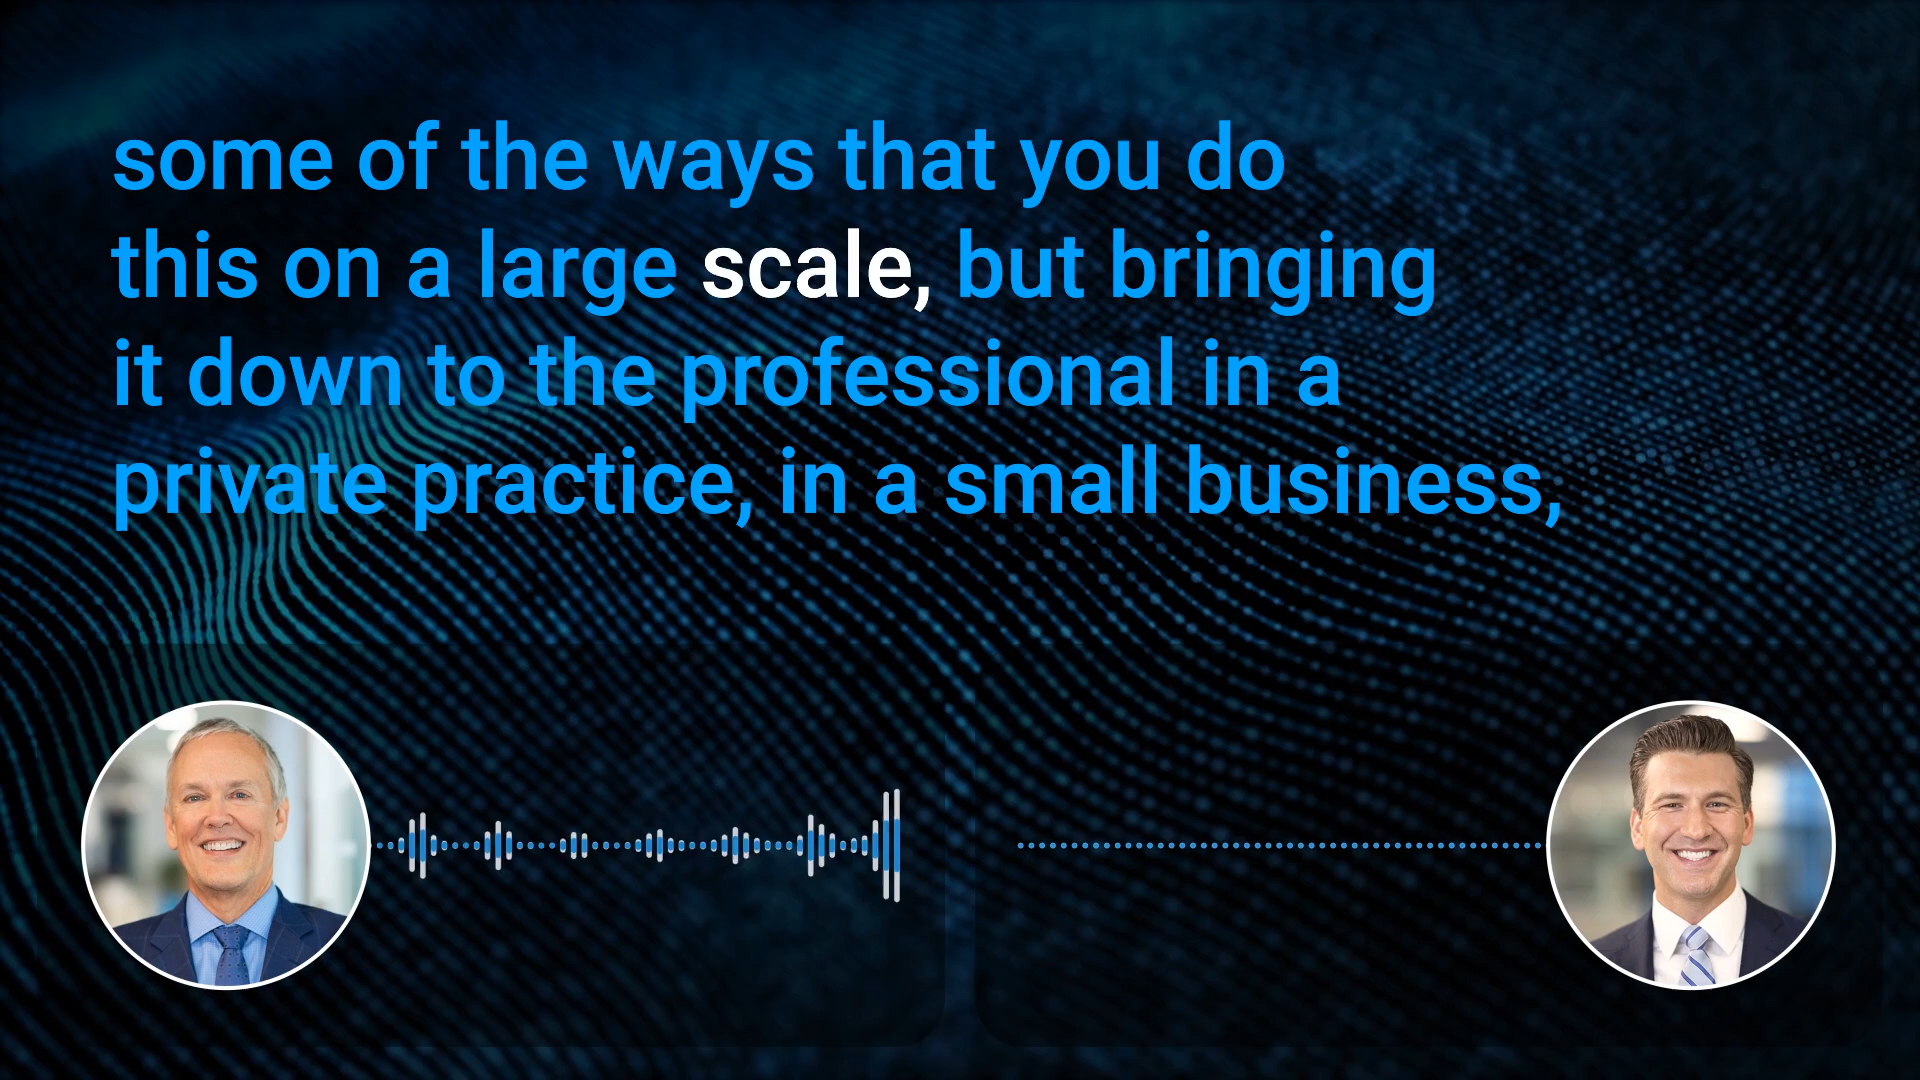 some of the ways that you do
this on a large scale, but bringing
it down to the professional in a
private practice, in a small business,